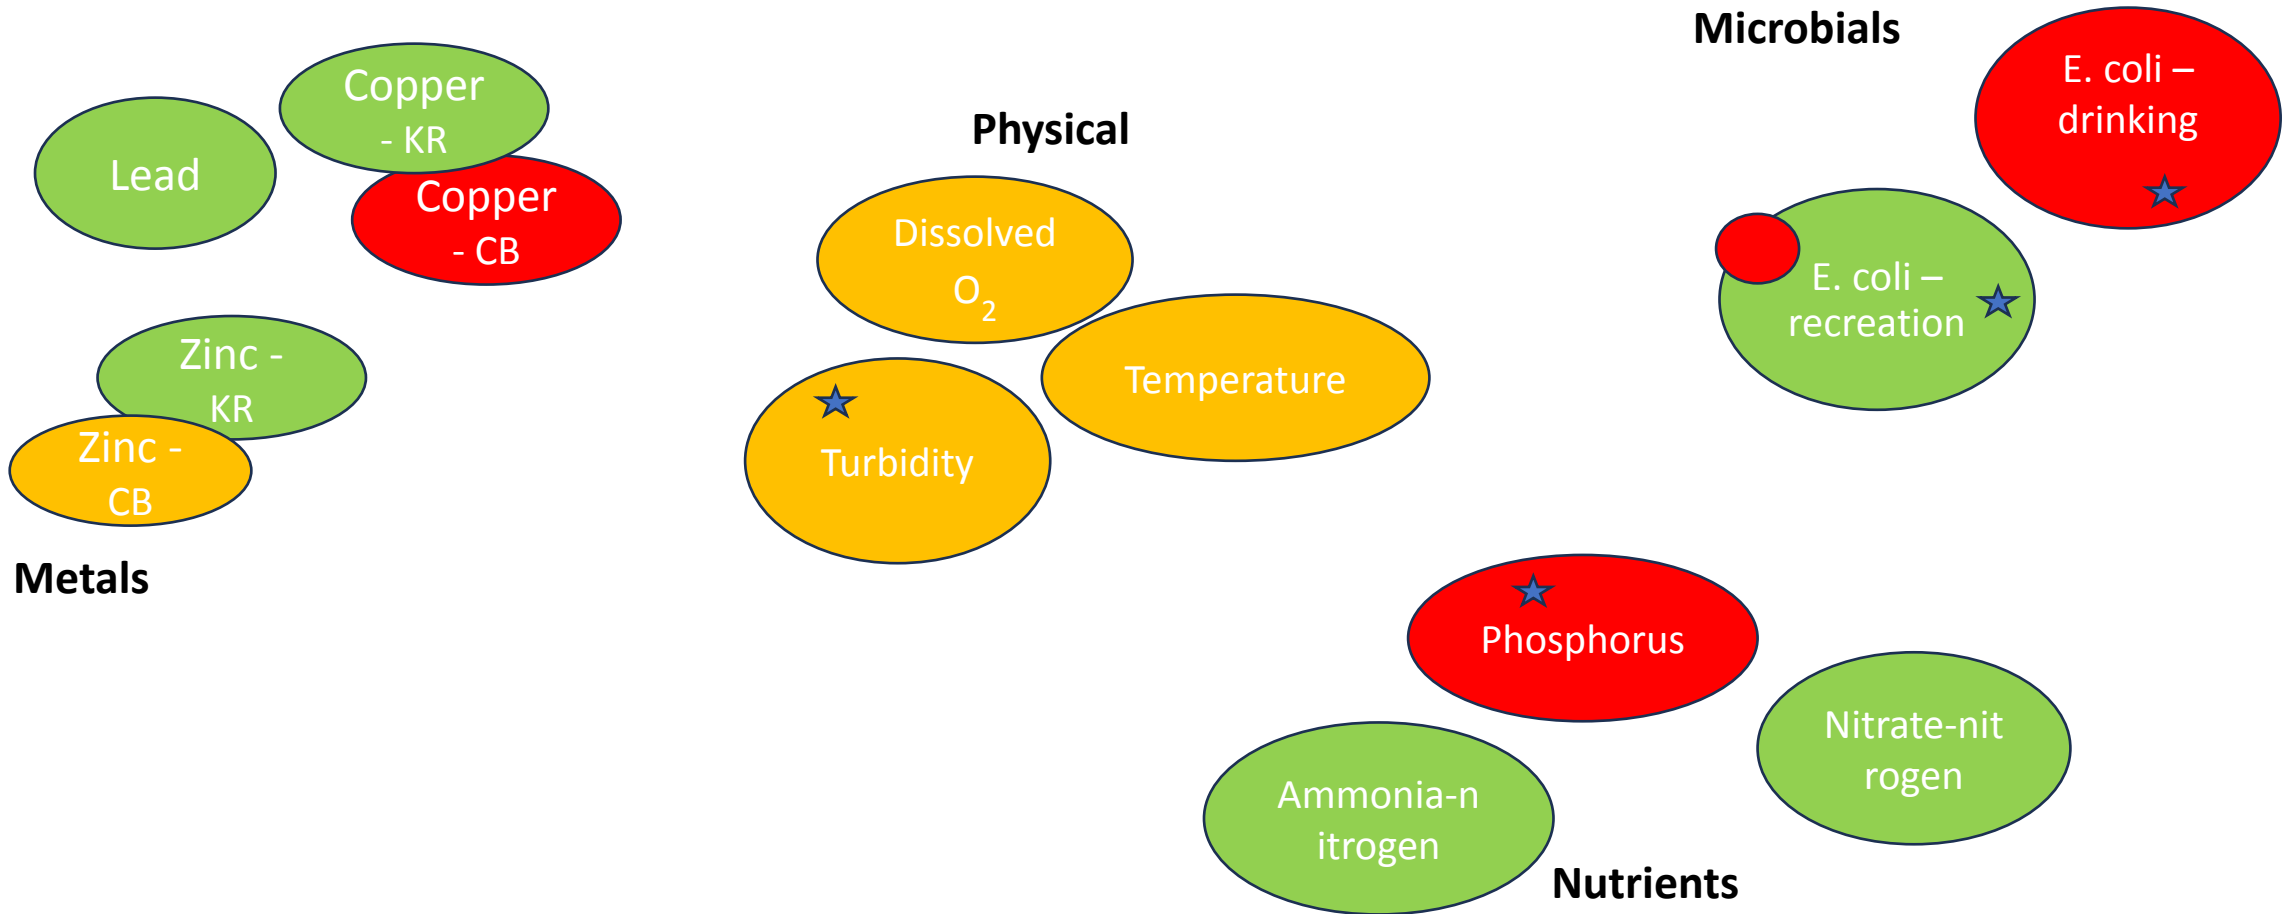 Microbials
E. coli –
drinking
Copper
- KR
Lead
Copper
- CB
Physical
Dissolved
O2
E. coli –
recreation
Temperature
Turbidity
Zinc -
KR
Zinc -
CB
Metals
Phosphorus
Nitrate-nit
rogen
Ammonia-n
itrogen
Nutrients